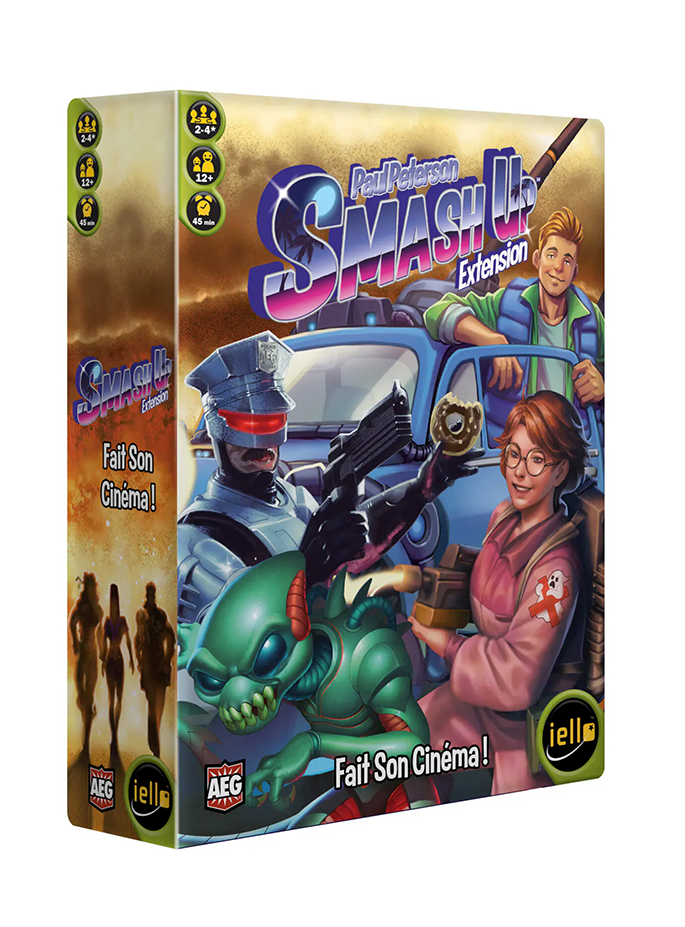 2-4*
12+
45 min
Smash Up
Extension
Fait Son
Cinéma !
AEG
iello
2-4*
12+
45 min
Paul Peterson
Smash Up™
Extension
Fait Son Cinéma !
AEG
iello